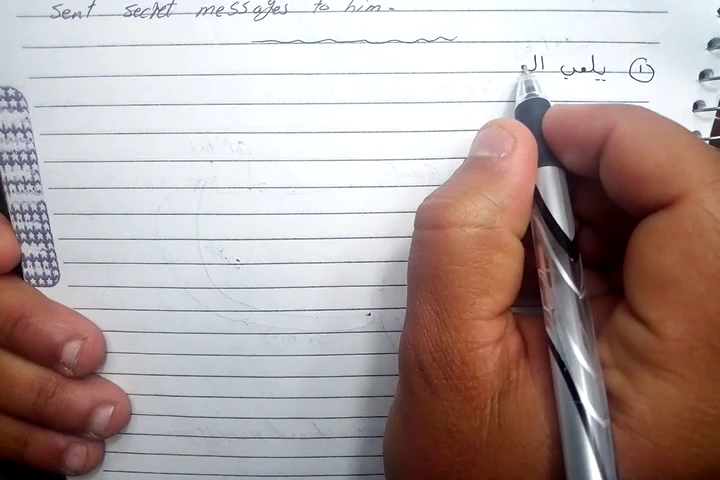 sent secret messages to him.
① يلعب ال